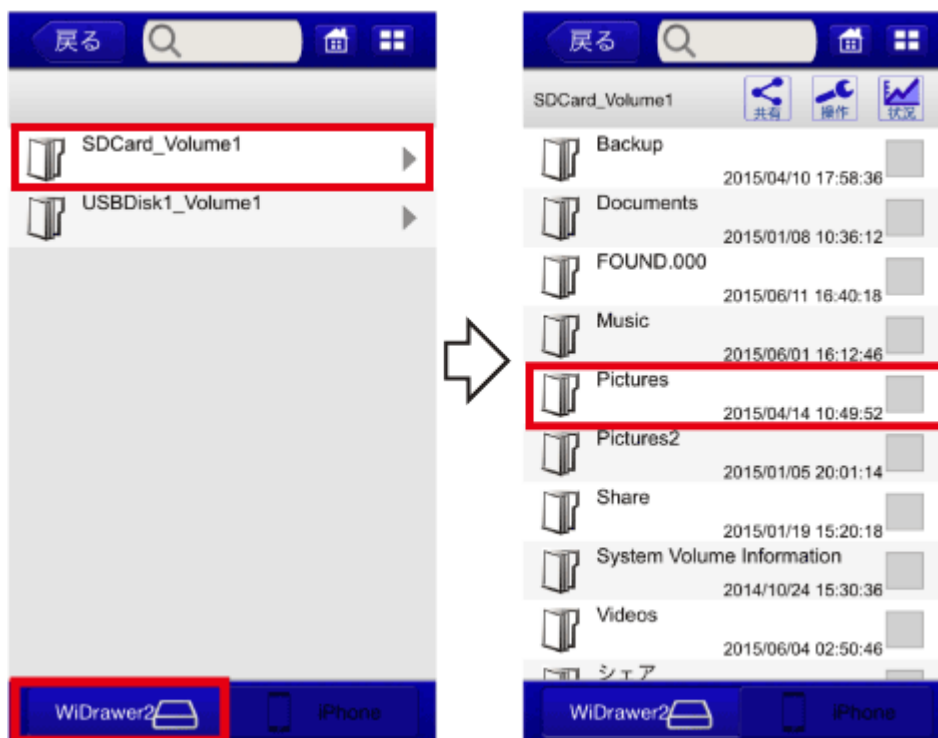 戻る
SDCard_Volume1
USBDisk1_Volume1
WiDrawer2
iPhone
戻る
SDCard_Volume1
共有
操作
状況
Backup
2015/04/10 17:58:36
Documents
2015/01/08 10:36:12
FOUND.000
2015/06/11 16:40:18
Music
2015/06/01 16:12:46
Pictures
2015/04/14 10:49:52
Pictures2
2015/01/05 20:01:14
Share
2015/01/19 15:20:18
System Volume Information
2014/10/24 15:30:36
Videos
2015/06/04 02:50:46
シェア
WiDrawer2
iPhone